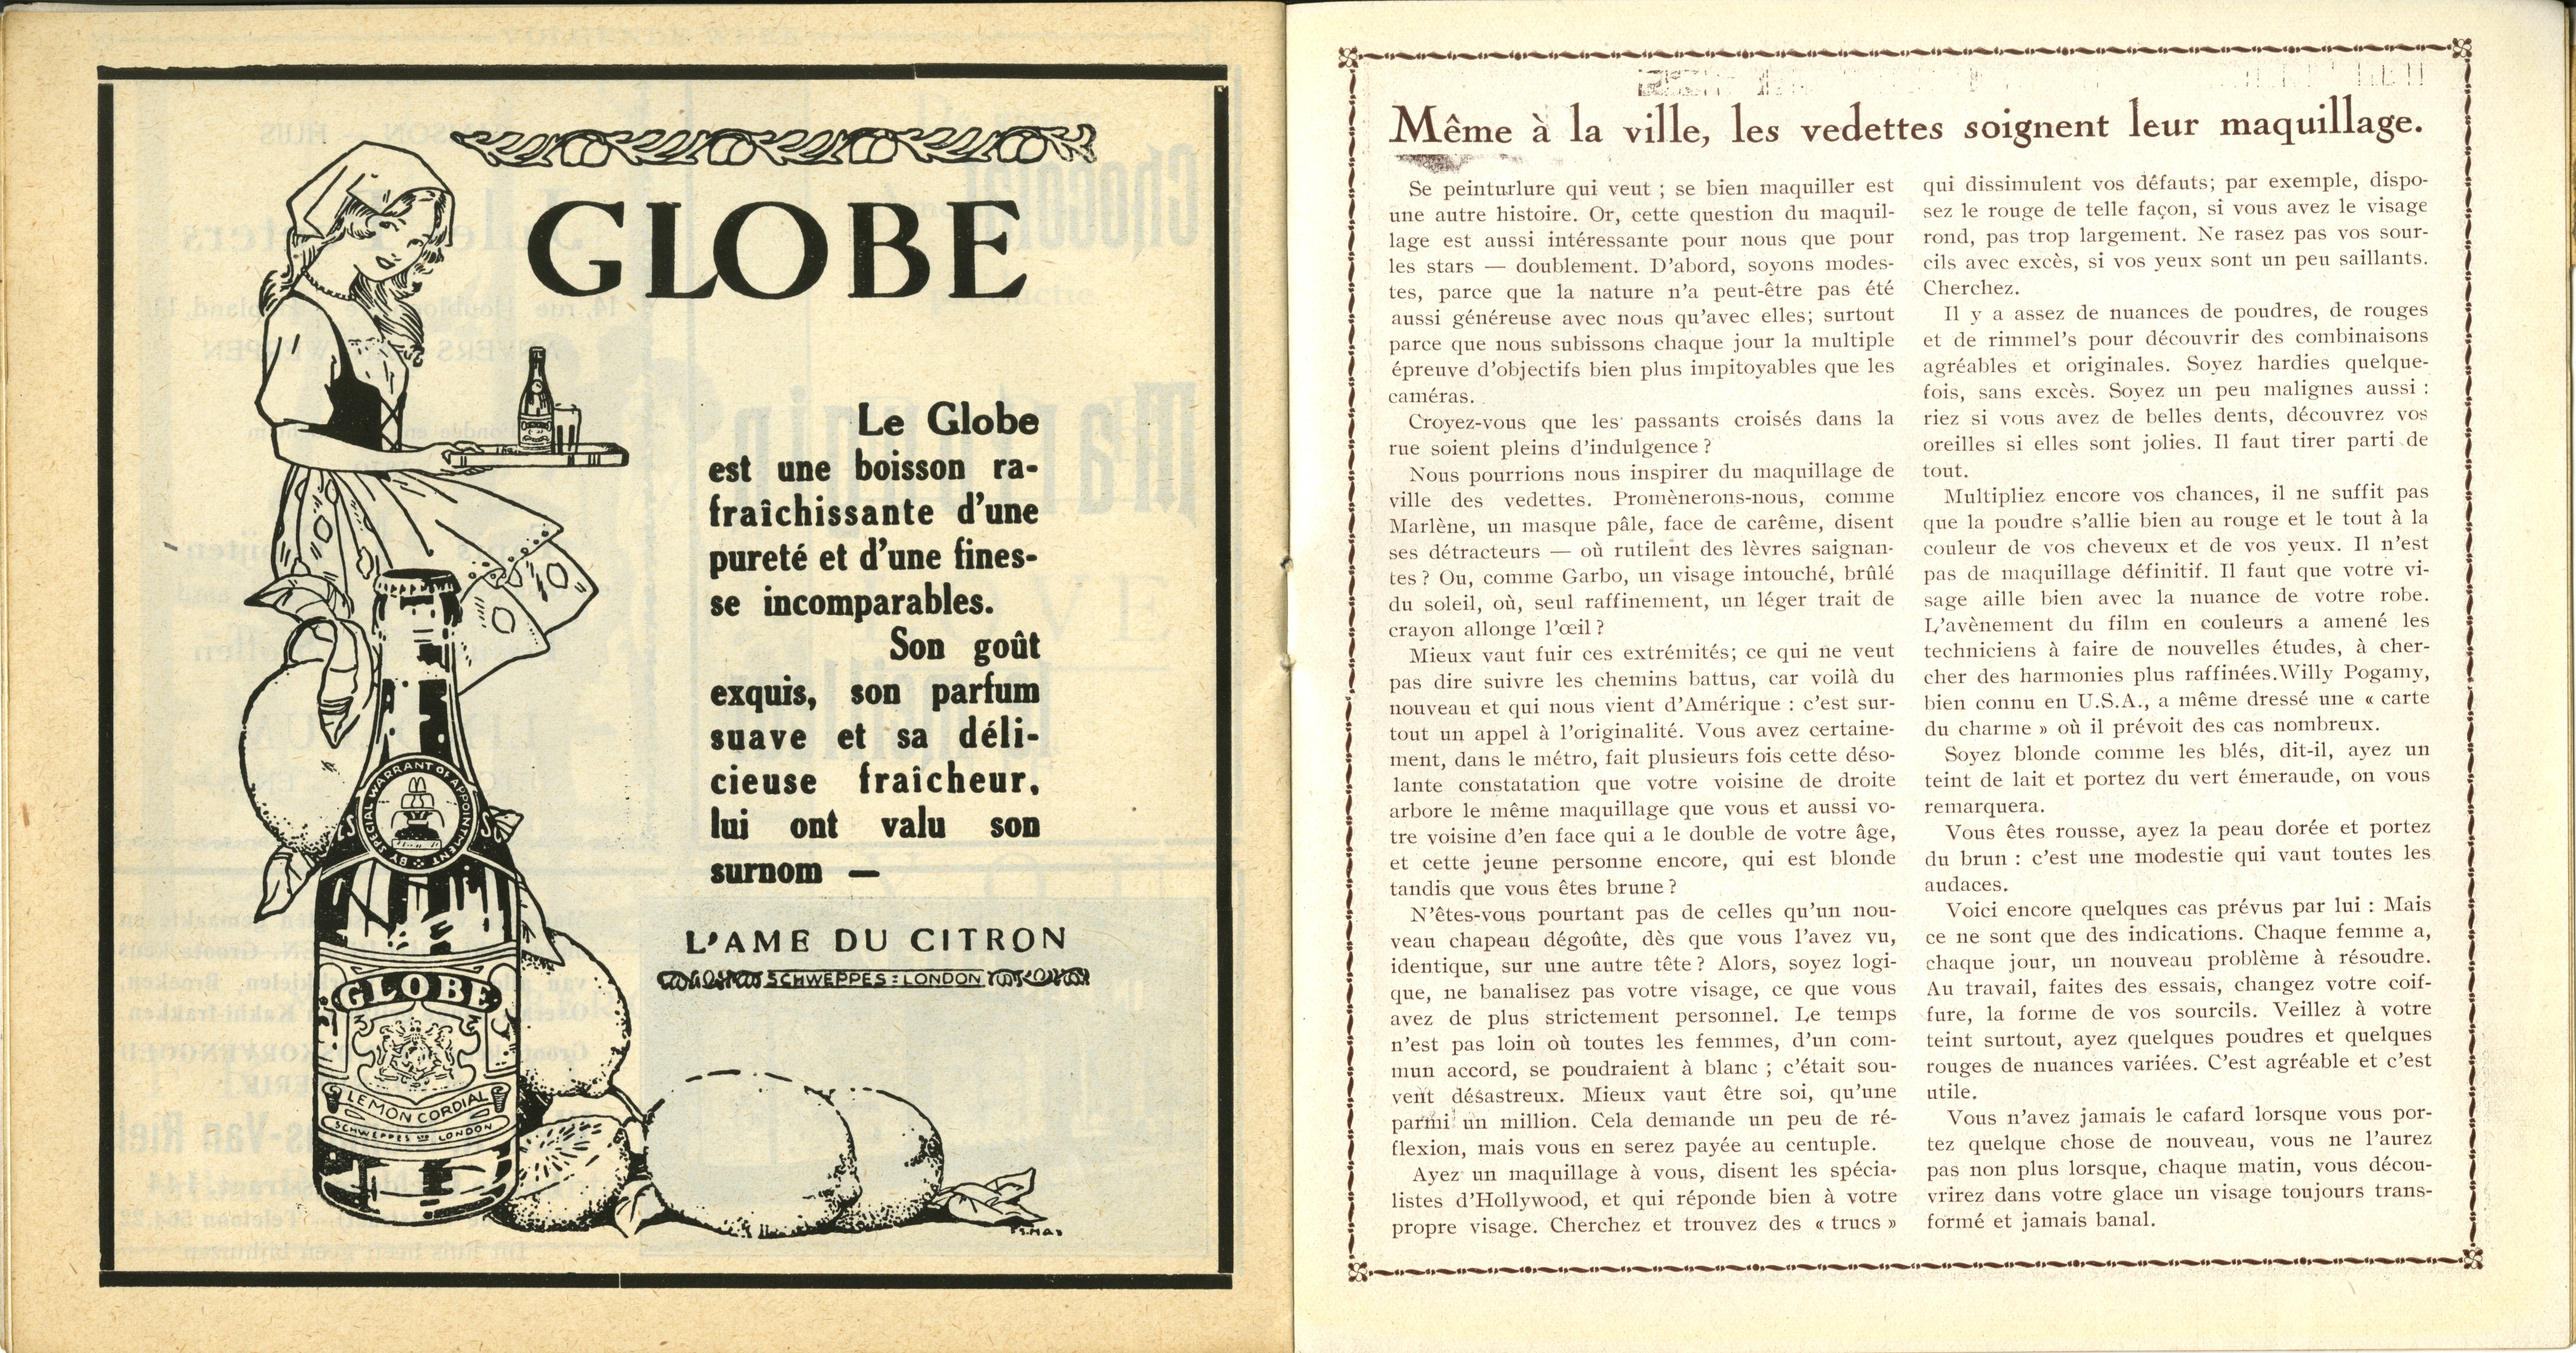 GLOBE
Le Globe
est une boisson ra-
fraîchissante d'une
pureté et d'une fines-
se incomparables.
Son goût
exquis, son parfum
suave et sa déli-
cieuse fraîcheur,
lui ont valu son
surnom —
L'AME DU CITRON
SCHWEPPES : LONDON
BY SPECIAL WARRANT OF APPOINTMENT
GLOBE
LEMON CORDIAL
SCHWEPPES LTD LONDON
Même à la ville, les vedettes soignent leur maquillage.
Se peinturlure qui veut ; se bien maquiller est
une autre histoire. Or, cette question du maquil-
lage est aussi intéressante pour nous que pour
les stars — doublement. D'abord, soyons modes-
tes, parce que la nature n'a peut-être pas été
aussi généreuse avec nous qu'avec elles; surtout
parce que nous subissons chaque jour la multiple
épreuve d'objectifs bien plus impitoyables que les
caméras.
Croyez-vous que les passants croisés dans la
rue soient pleins d'indulgence ?
Nous pourrions nous inspirer du maquillage de
ville des vedettes. Promènerons-nous, comme
Marlène, un masque pâle, face de carême, disent
ses détracteurs — où rutilent des lèvres saignan-
tes ? Ou, comme Garbo, un visage intouché, brûlé
du soleil, où, seul raffinement, un léger trait de
crayon allonge l'œil ?
Mieux vaut fuir ces extrémités; ce qui ne veut
pas dire suivre les chemins battus, car voilà du
nouveau et qui nous vient d'Amérique : c'est sur-
tout un appel à l'originalité. Vous avez certaine-
ment, dans le métro, fait plusieurs fois cette déso-
lante constatation que votre voisine de droite
arbore le même maquillage que vous et aussi vo-
tre voisine d'en face qui a le double de votre âge,
et cette jeune personne encore, qui est blonde
tandis que vous êtes brune ?
N'êtes-vous pourtant pas de celles qu'un nou-
veau chapeau dégoûte, dès que vous l'avez vu,
identique, sur une autre tête ? Alors, soyez logi-
que, ne banalisez pas votre visage, ce que vous
avez de plus strictement personnel. Le temps
n'est pas loin où toutes les femmes, d'un com-
mun accord, se poudraient à blanc ; c'était sou-
vent désastreux. Mieux vaut être soi, qu'une
parmi un million. Cela demande un peu de ré-
flexion, mais vous en serez payée au centuple.
Ayez un maquillage à vous, disent les spécia-
listes d'Hollywood, et qui réponde bien à votre
propre visage. Cherchez et trouvez des « trucs »
qui dissimulent vos défauts; par exemple, dispo-
sez le rouge de telle façon, si vous avez le visage
rond, pas trop largement. Ne rasez pas vos sour-
cils avec excès, si vos yeux sont un peu saillants.
Cherchez.
Il y a assez de nuances de poudres, de rouges
et de rimmel's pour découvrir des combinaisons
agréables et originales. Soyez hardies quelque-
fois, sans excès. Soyez un peu malignes aussi :
riez si vous avez de belles dents, découvrez vos
oreilles si elles sont jolies. Il faut tirer parti de
tout.
Multipliez encore vos chances, il ne suffit pas
que la poudre s'allie bien au rouge et le tout à la
couleur de vos cheveux et de vos yeux. Il n'est
pas de maquillage définitif. Il faut que votre vi-
sage aille bien avec la nuance de votre robe.
L'avènement du film en couleurs a amené les
techniciens à faire de nouvelles études, à cher-
cher des harmonies plus raffinées.Willy Pogamy,
bien connu en U.S.A., a même dressé une « carte
du charme » où il prévoit des cas nombreux.
Soyez blonde comme les blés, dit-il, ayez un
teint de lait et portez du vert émeraude, on vous
remarquera.
Vous êtes rousse, ayez la peau dorée et portez
du brun : c'est une modestie qui vaut toutes les
audaces.
Voici encore quelques cas prévus par lui : Mais
ce ne sont que des indications. Chaque femme a,
chaque jour, un nouveau problème à résoudre.
Au travail, faites des essais, changez votre coif-
fure, la forme de vos sourcils. Veillez à votre
teint surtout, ayez quelques poudres et quelques
rouges de nuances variées. C'est agréable et c'est
utile.
Vous n'avez jamais le cafard lorsque vous por-
tez quelque chose de nouveau, vous ne l'aurez
pas non plus lorsque, chaque matin, vous décou-
vrirez dans votre glace un visage toujours trans-
formé et jamais banal.